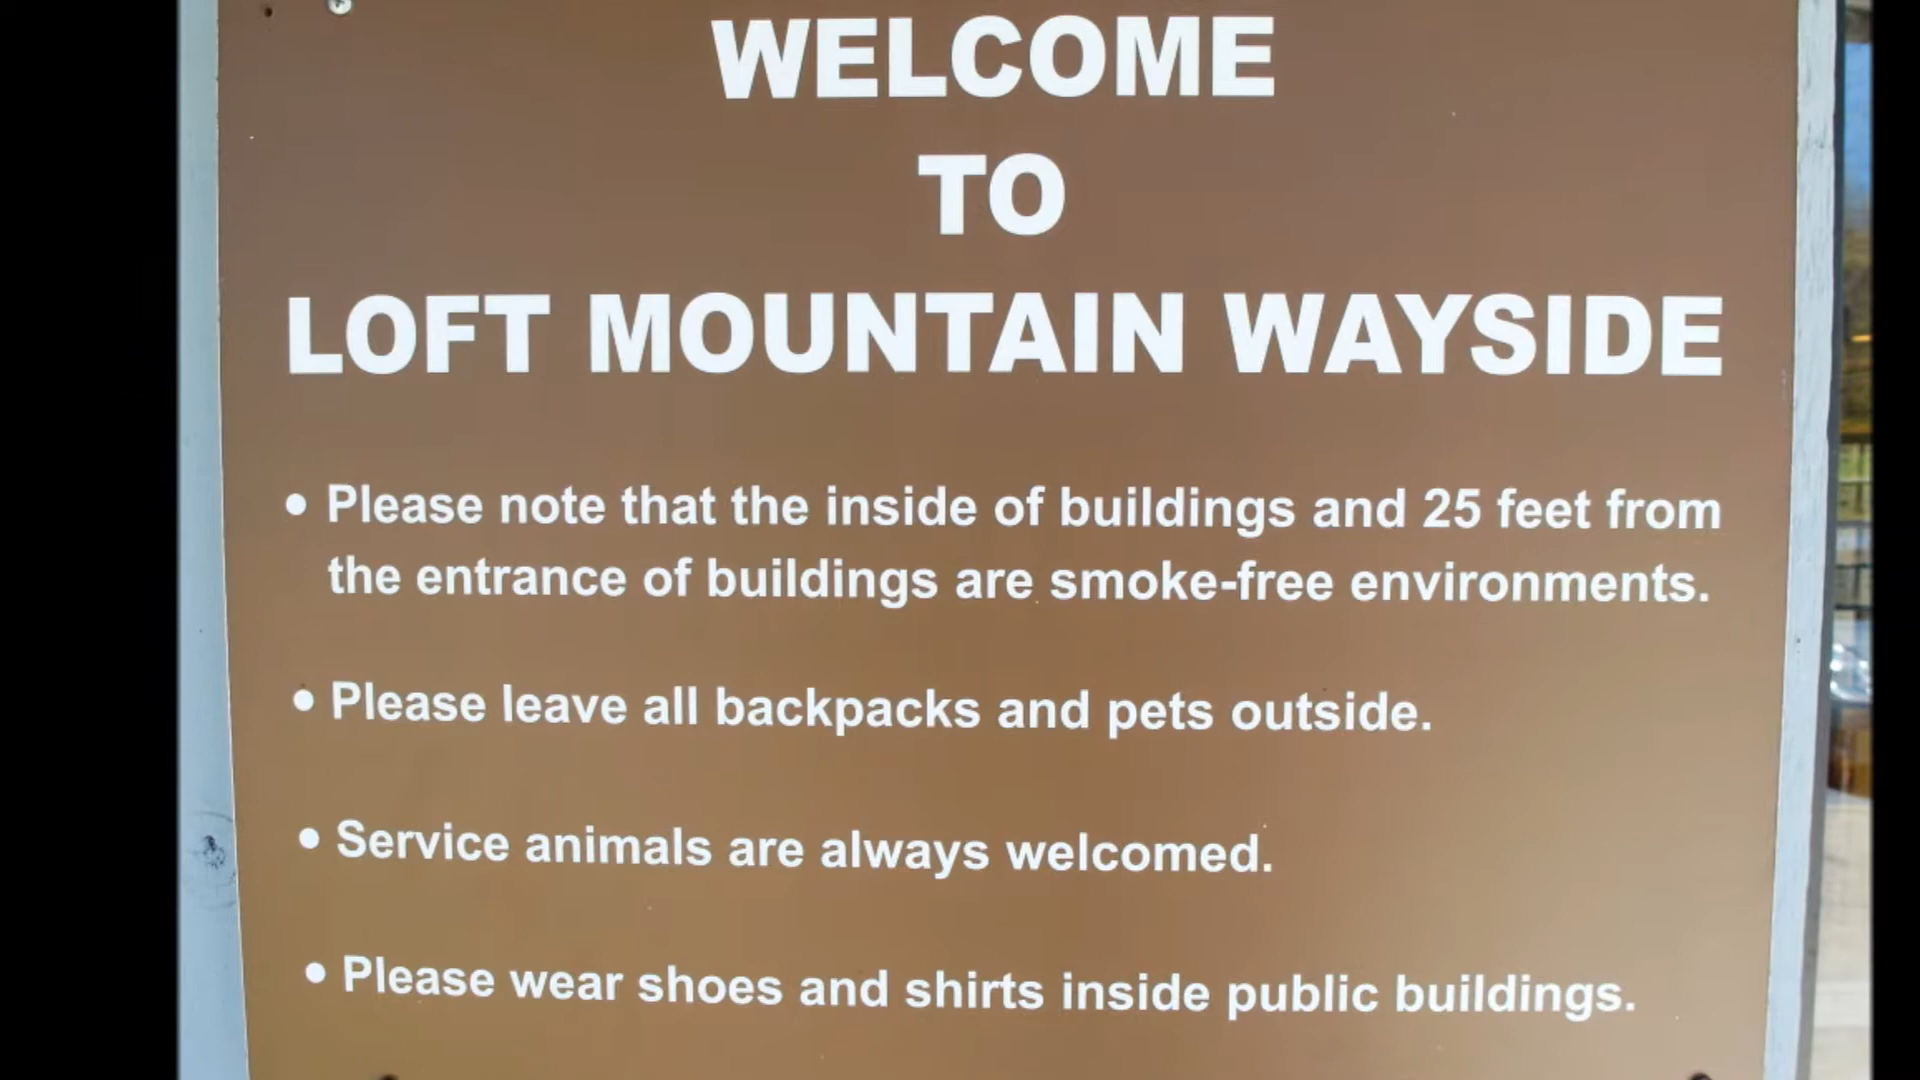 WELCOME
TO
LOFT MOUNTAIN WAYSIDE
• Please note that the inside of buildings and 25 feet from
the entrance of buildings are smoke-free environments.
• Please leave all backpacks and pets outside.
• Service animals are always welcomed.
• Please wear shoes and shirts inside public buildings.